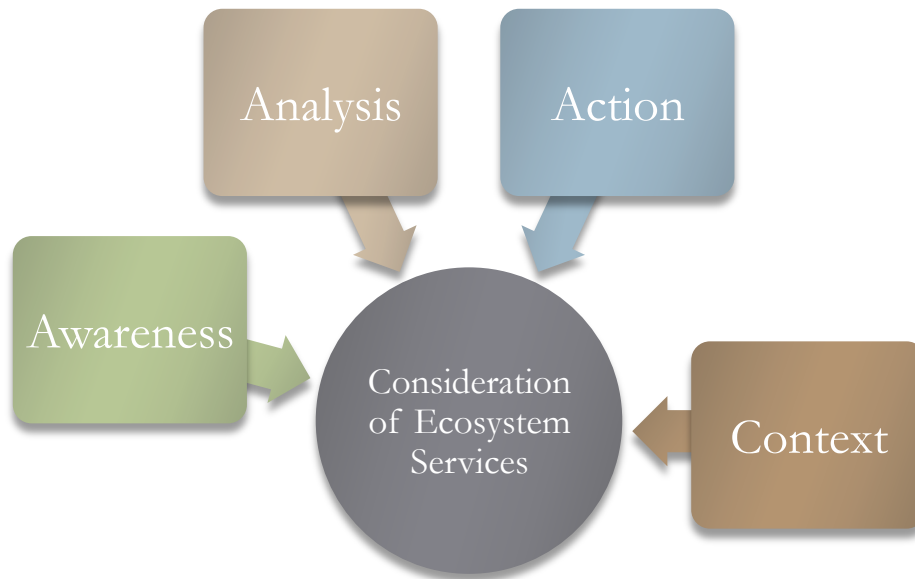 Analysis
Action
Awareness
Consideration
of Ecosystem
Services
Context